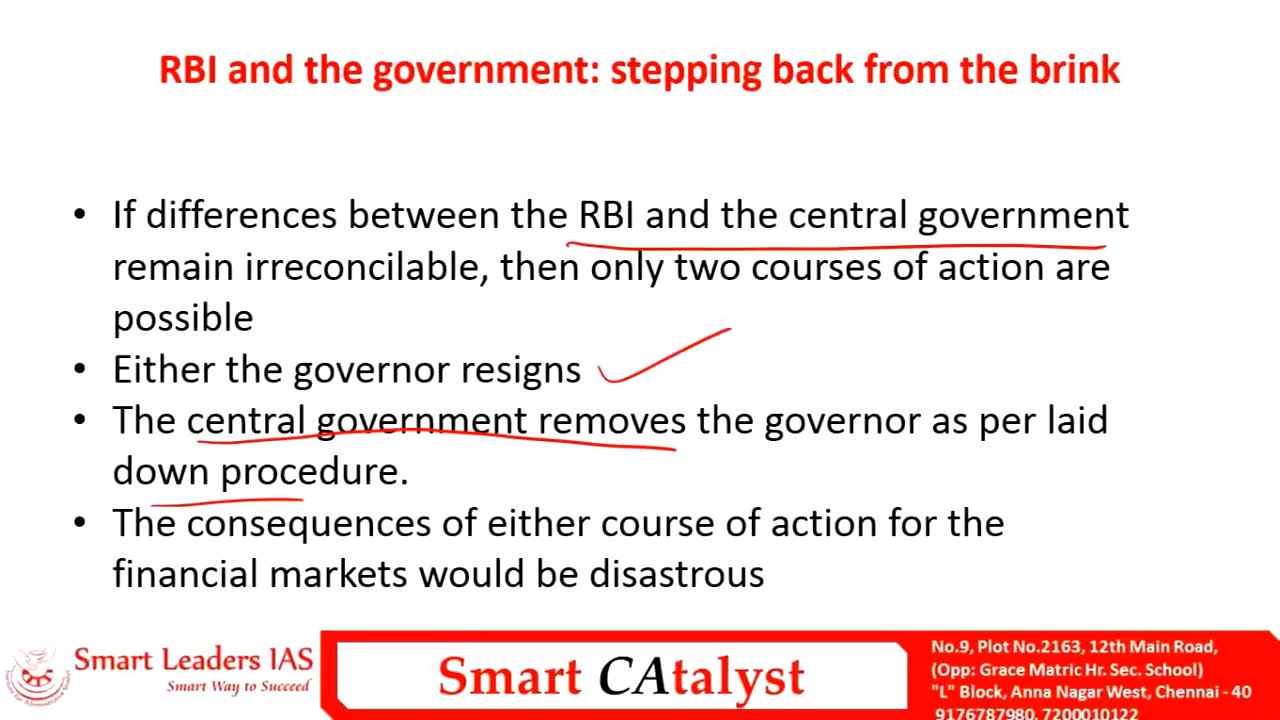 RBI and the government: stepping back from the brink
• If differences between the RBI and the central government
remain irreconcilable, then only two courses of action are
possible
• Either the governor resigns
• The central government removes the governor as per laid
down procedure.
• The consequences of either course of action for the
financial markets would be disastrous
Smart Leaders IAS
Smart Way to Succeed
Smart CAtalyst
No.9, Plot No.2163, 12th Main Road,
(Opp: Grace Matric Hr. Sec. School)
"L" Block, Anna Nagar West, Chennai - 40
9176787980, 7200010122